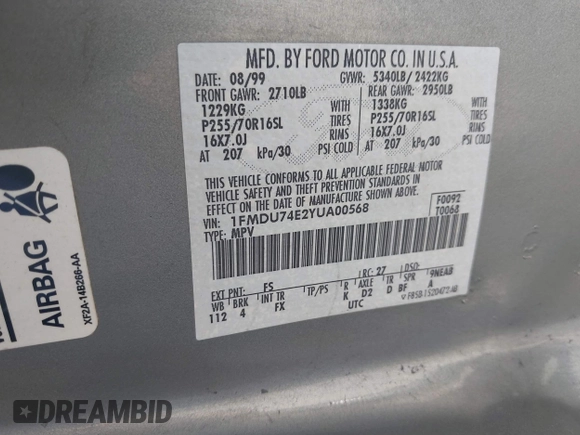 MFD. BY FORD MOTOR CO. IN U.S.A.
DATE: 08/99 GVWR: 5340LB/ 2422KG
FRONT GAWR: 2710LB REAR GAWR: 2950LB
1229KG WITH 1338KG WITH
P255/70R16SL TIRES P255/70R16SL TIRES
16X7.0J RIMS 16X7.0J RIMS
AT 207 kPa/30 PSI COLD AT 207 kPa/30 PSI COLD
THIS VEHICLE CONFORMS TO ALL APPLICABLE FEDERAL MOTOR
VEHICLE SAFETY AND THEFT PREVENTION STANDARDS IN
EFFECT ON THE DATE OF MANUFACTURE SHOWN ABOVE.
VIN: 1FMDU74E2YUA00568 F0092
TYPE: MPV T0068
EXT PNT: FS RC: 27 DSO:
WB BRK INT TR TP/PS R AXLE TR SPR 9NEAB
112 4 FX K D2 D BF A
UTC
AIRBAG
XF2A-14B266-AA
DREAMBID